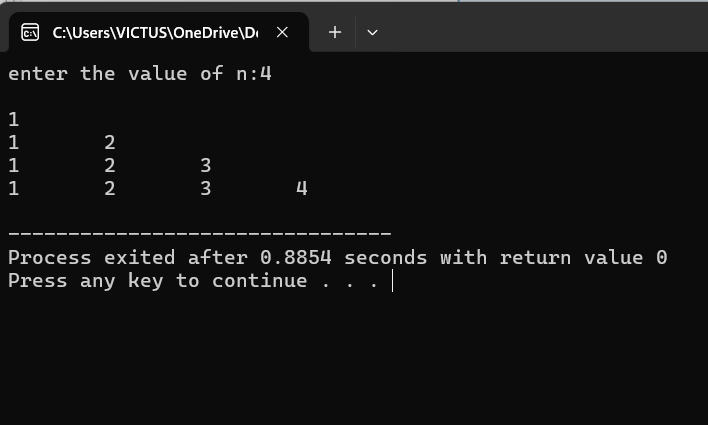 C:\Users\VICTUS\OneDrive\De
enter the value of n:4
1
1 2
1 2 3
1 2 3 4
--------------------------------
Process exited after 0.8854 seconds with return value 0
Press any key to continue . . .